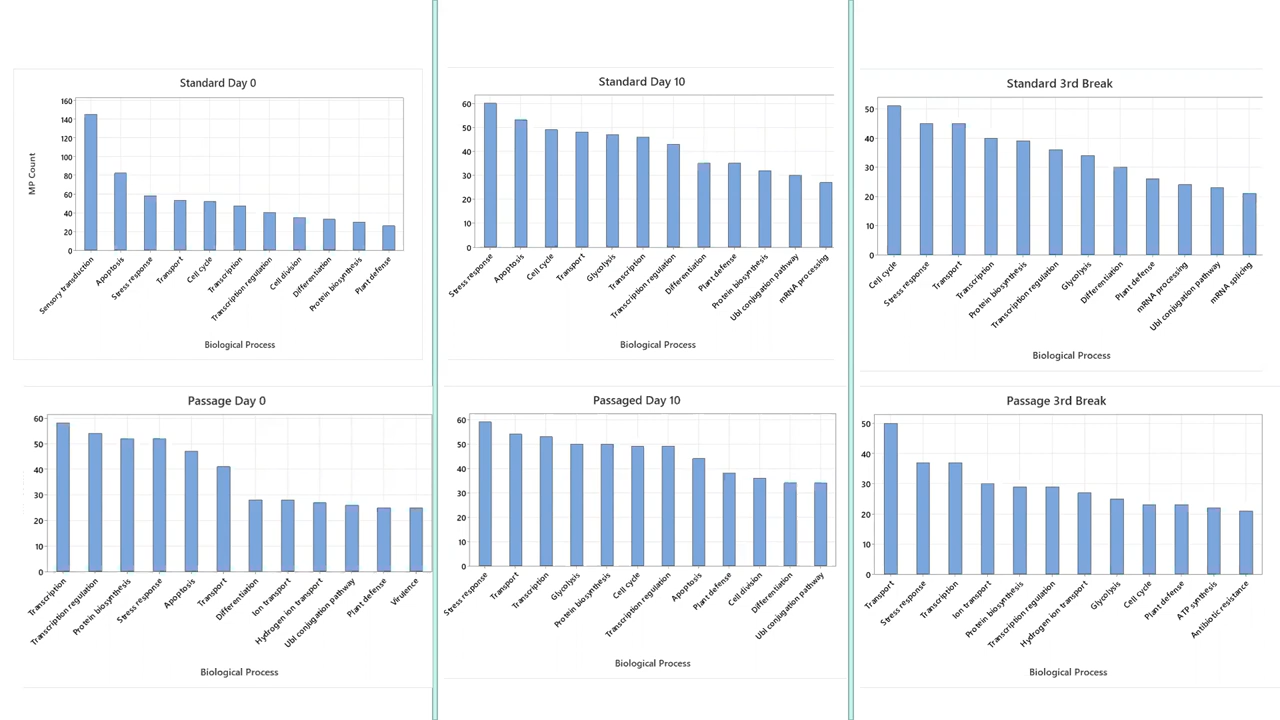 Standard Day 0
MP Count
160
140
120
100
80
60
40
20
0
Sensory transduction
Apoptosis
Stress response
Transport
Cell cycle
Transcription
Transcription regulation
Cell division
Differentiation
Protein biosynthesis
Plant defense
Biological Process
Standard Day 10
60
50
40
30
20
10
0
Stress response
Apoptosis
Cell cycle
Transport
Glycolysis
Transcription
Transcription regulation
Differentiation
Plant defense
Protein biosynthesis
Ubl conjugation pathway
mRNA processing
Biological Process
Standard 3rd Break
50
40
30
20
10
0
Cell cycle
Stress response
Transport
Transcription
Protein biosynthesis
Transcription regulation
Glycolysis
Differentiation
Plant defense
mRNA processing
Ubl conjugation pathway
mRNA splicing
Biological Process
Passage Day 0
60
50
40
30
20
10
0
Transcription
Transcription regulation
Protein biosynthesis
Stress response
Apoptosis
Transport
Differentiation
Ion transport
Hydrogen ion transport
Ubl conjugation pathway
Plant defense
Virulence
Biological Process
Passaged Day 10
60
50
40
30
20
10
0
Stress response
Transport
Transcription
Glycolysis
Protein biosynthesis
Cell cycle
Transcription regulation
Apoptosis
Plant defense
Cell division
Differentiation
Ubl conjugation pathway
Biological Process
Passage 3rd Break
50
40
30
20
10
0
Transport
Stress response
Transcription
Ion transport
Protein biosynthesis
Transcription regulation
Hydrogen ion transport
Glycolysis
Cell cycle
Plant defense
ATP synthesis
Antibiotic resistance
Biological Process